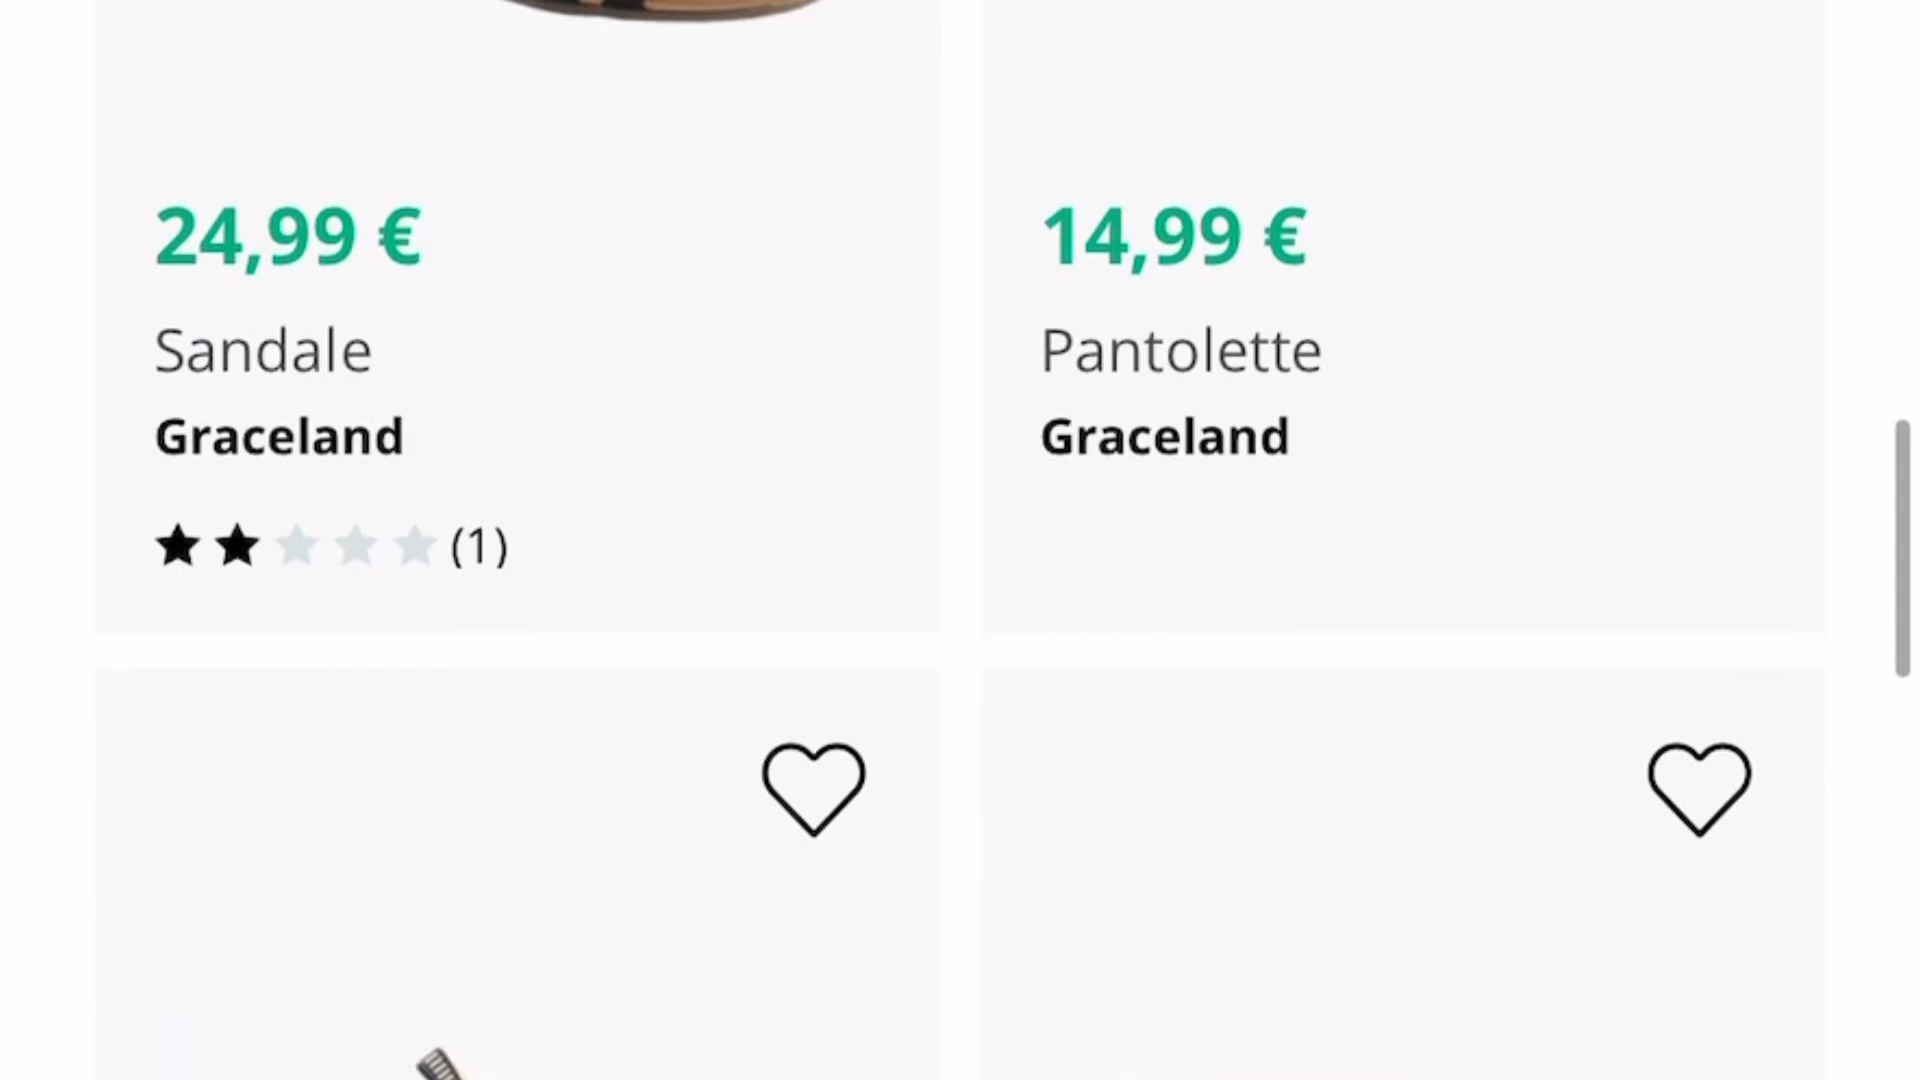 24,99 €
Sandale
Graceland
(1)
14,99 €
Pantolette
Graceland